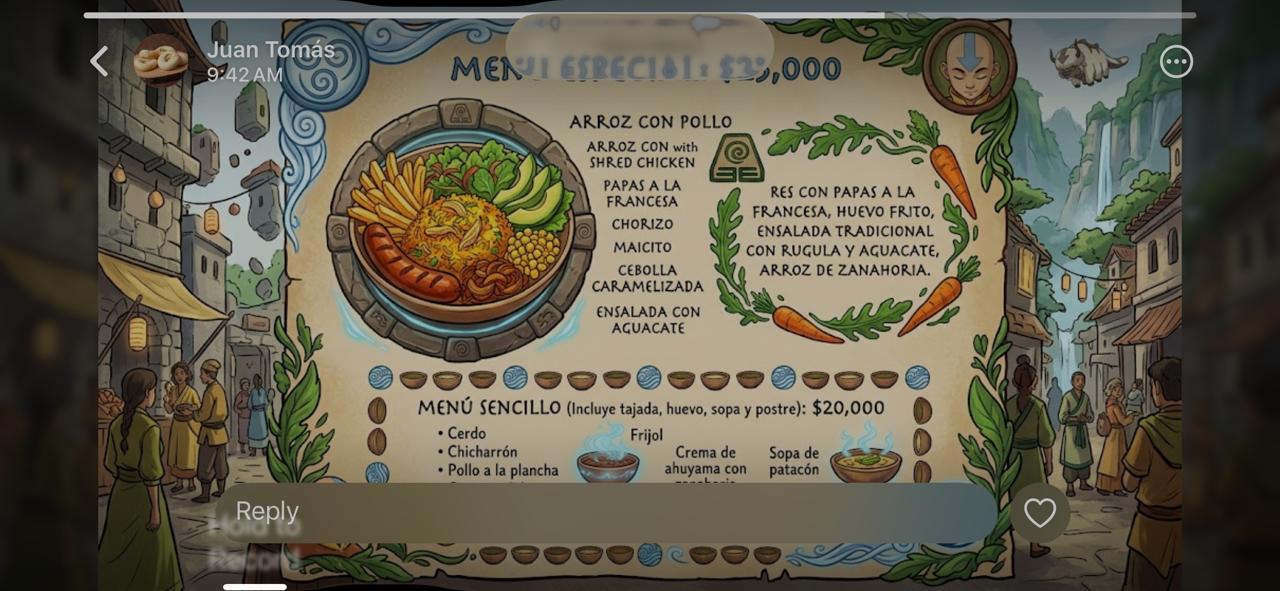 Juan Tomás
9:42 AM
,000
ARROZ CON POLLO
ARROZ CON with
SHRED CHICKEN
PAPAS A LA
FRANCESA
CHORIZO
MAICITO
CEBOLLA
CARAMELIZADA
ENSALADA CON
AGUACATE
RES CON PAPAS A LA
FRANCESA, HUEVO FRITO,
ENSALADA TRADICIONAL
CON RUGULA Y AGUACATE,
ARROZ DE ZANAHORIA.
MENÚ SENCILLO (Incluye tajada, huevo, sopa y postre): $20,000
• Cerdo
• Chicharrón
• Pollo a la plancha
Frijol
Crema de
ahuyama con
Sopa de
patacón
Reply